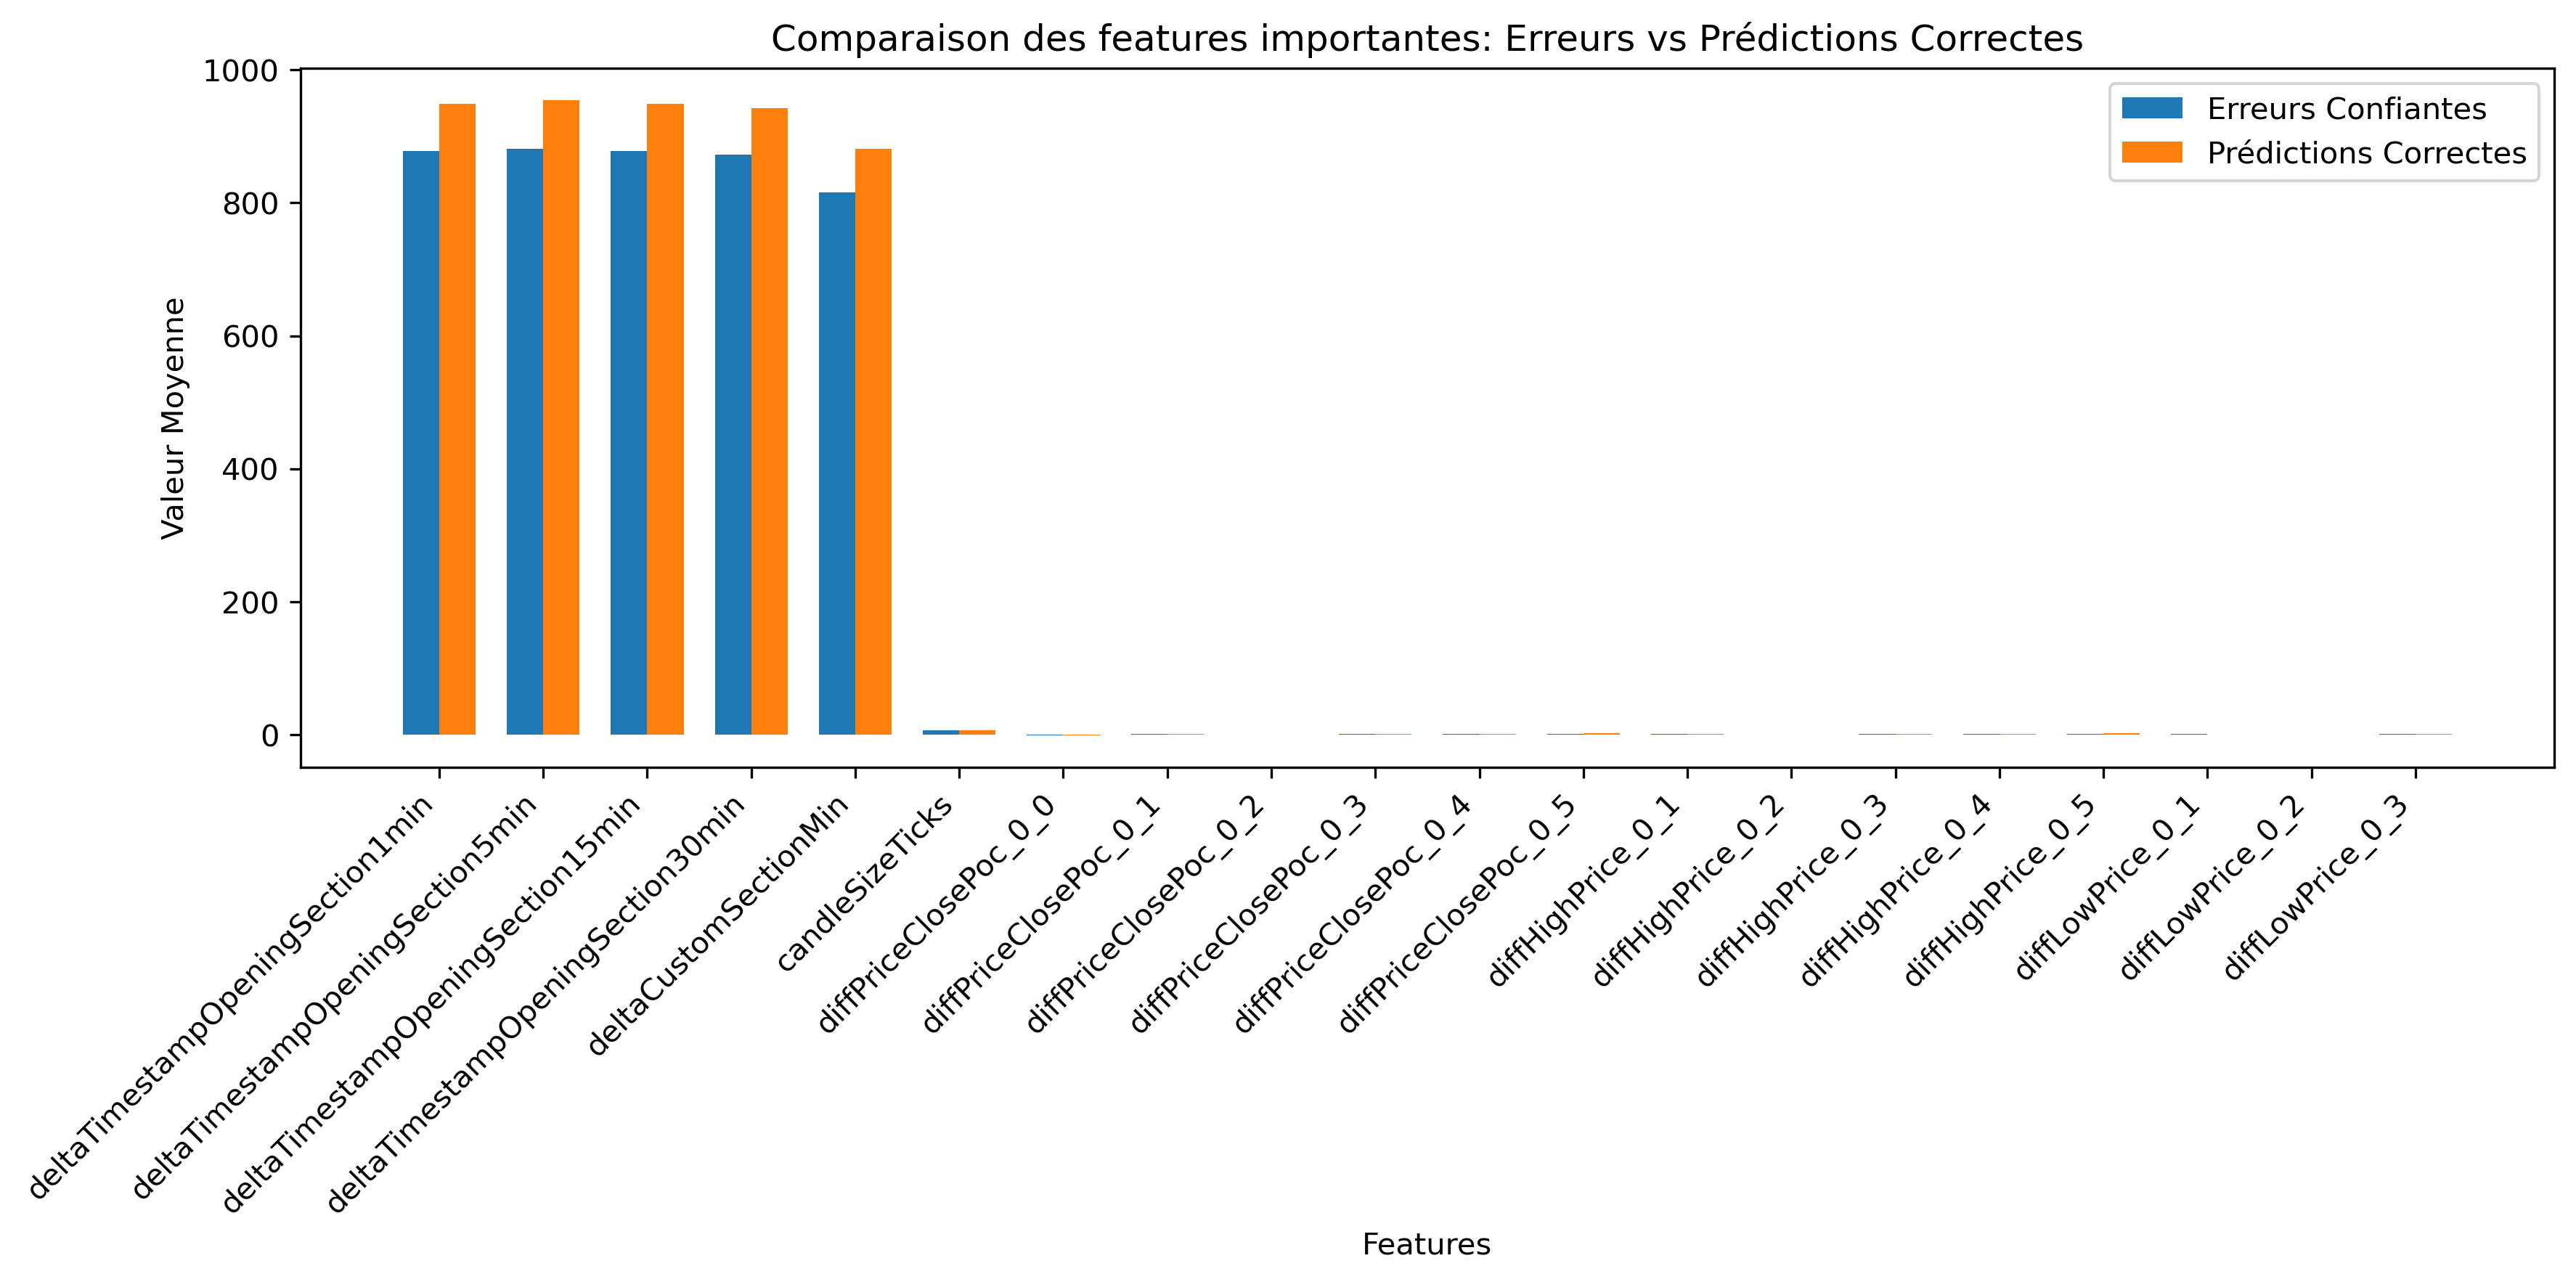 Comparaison des features importantes: Erreurs vs Prédictions Correctes
Erreurs Confiantes
Prédictions Correctes
Valeur Moyenne
1000
800
600
400
200
0
deltaTimestampOpeningSection1min
deltaTimestampOpeningSection5min
deltaTimestampOpeningSection15min
deltaTimestampOpeningSection30min
deltaCustomSectionMin
candleSizeTicks
diffPriceClosePoc_0_0
diffPriceClosePoc_0_1
diffPriceClosePoc_0_2
diffPriceClosePoc_0_3
diffPriceClosePoc_0_4
diffPriceClosePoc_0_5
diffHighPrice_0_1
diffHighPrice_0_2
diffHighPrice_0_3
diffHighPrice_0_4
diffHighPrice_0_5
diffLowPrice_0_1
diffLowPrice_0_2
diffLowPrice_0_3
Features